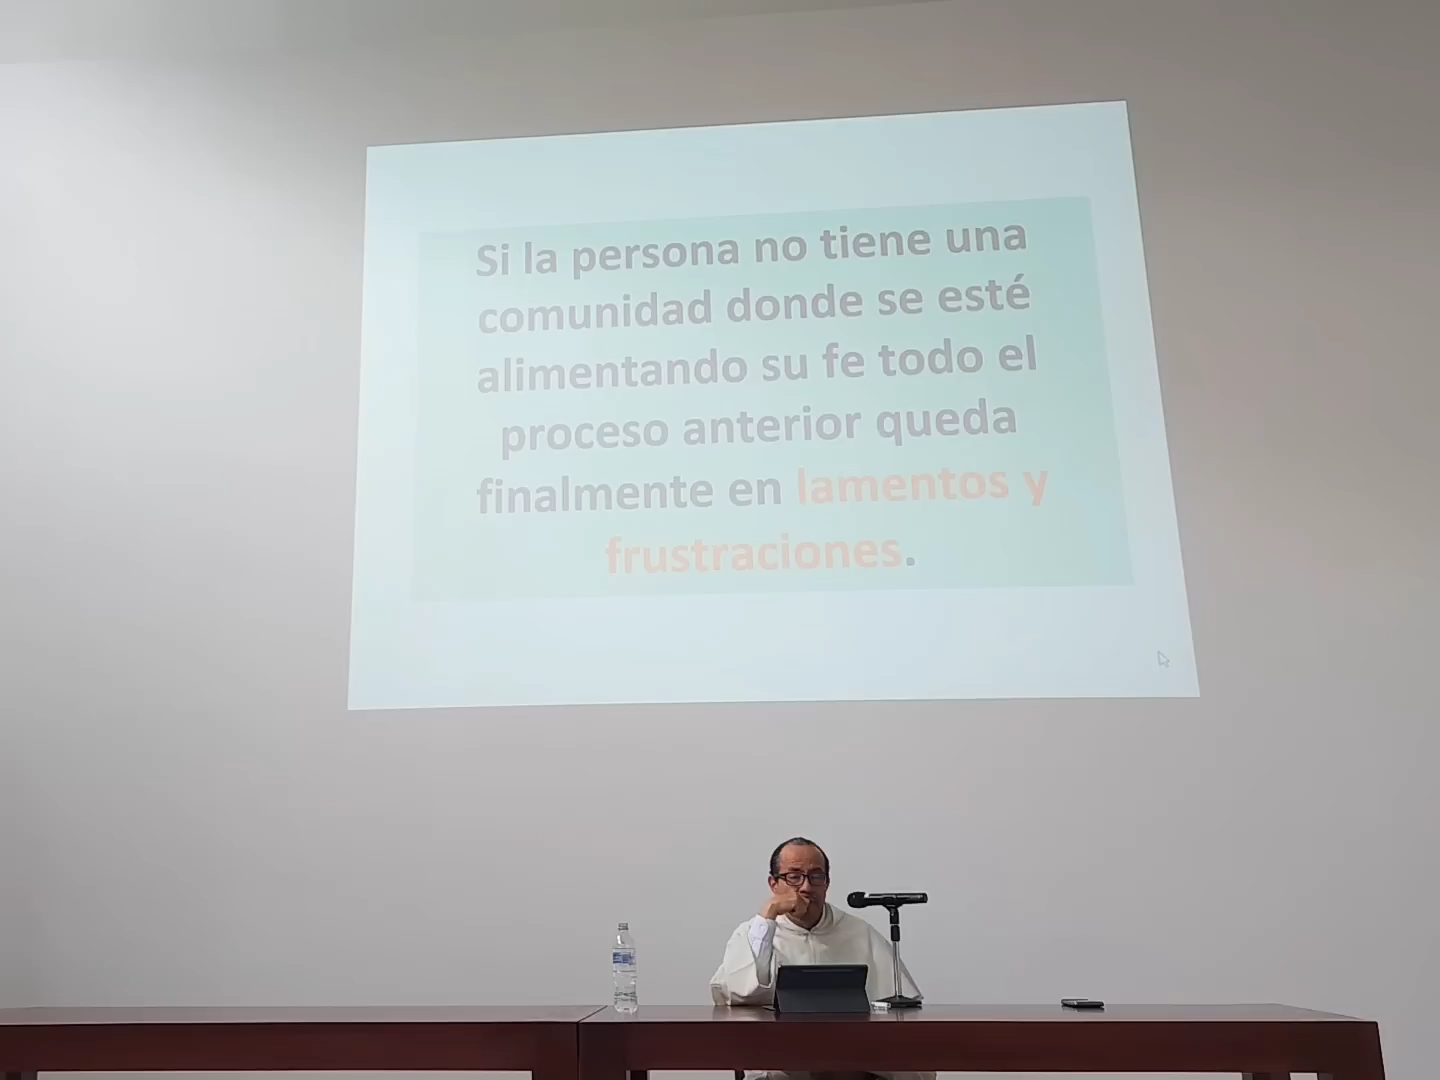 Si la persona no tiene una
comunidad donde se esté
alimentando su fe todo el
proceso anterior queda
finalmente en lamentos y
frustraciones.